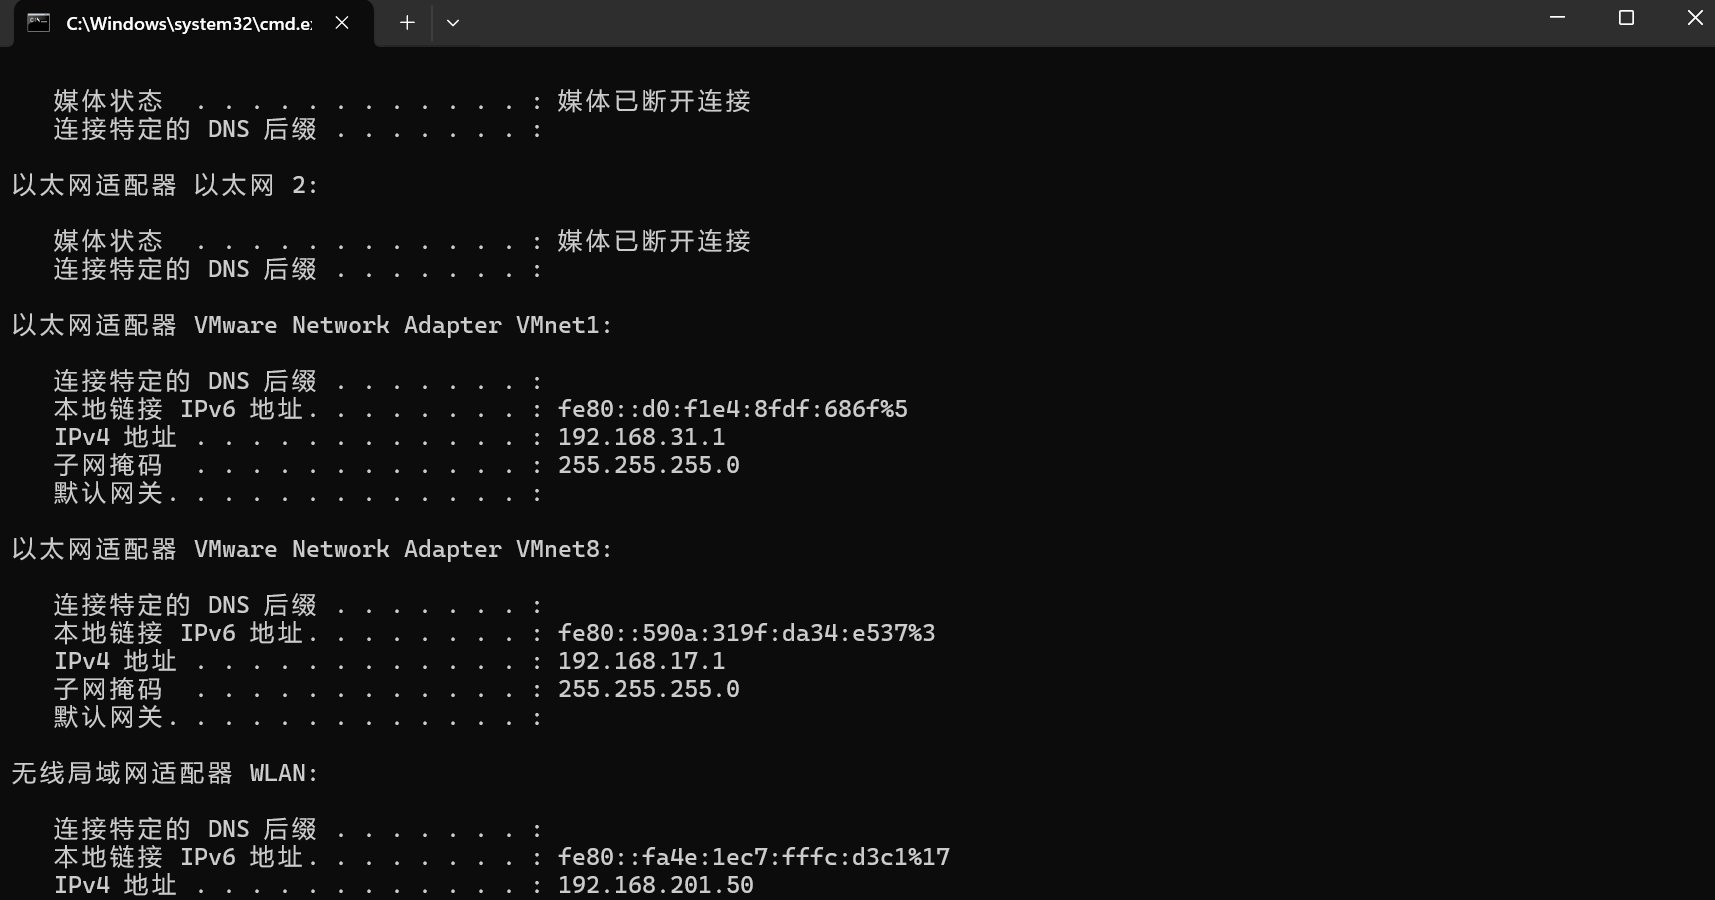 C:\Windows\system32\cmd.e
媒体状态  . . . . . . . . . . . . : 媒体已断开连接
连接特定的 DNS 后缀 . . . . . . . :
以太网适配器 以太网 2:
媒体状态  . . . . . . . . . . . . : 媒体已断开连接
连接特定的 DNS 后缀 . . . . . . . :
以太网适配器 VMware Network Adapter VMnet1:
连接特定的 DNS 后缀 . . . . . . . :
本地链接 IPv6 地址. . . . . . . . : fe80::d0:f1e4:8fdf:686f%5
IPv4 地址 . . . . . . . . . . . . : 192.168.31.1
子网掩码  . . . . . . . . . . . . : 255.255.255.0
默认网关. . . . . . . . . . . . . :
以太网适配器 VMware Network Adapter VMnet8:
连接特定的 DNS 后缀 . . . . . . . :
本地链接 IPv6 地址. . . . . . . . : fe80::590a:319f:da34:e537%3
IPv4 地址 . . . . . . . . . . . . : 192.168.17.1
子网掩码  . . . . . . . . . . . . : 255.255.255.0
默认网关. . . . . . . . . . . . . :
无线局域网适配器 WLAN:
连接特定的 DNS 后缀 . . . . . . . :
本地链接 IPv6 地址. . . . . . . . : fe80::fa4e:1ec7:fffc:d3c1%17
IPv4 地址 . . . . . . . . . . . . : 192.168.201.50